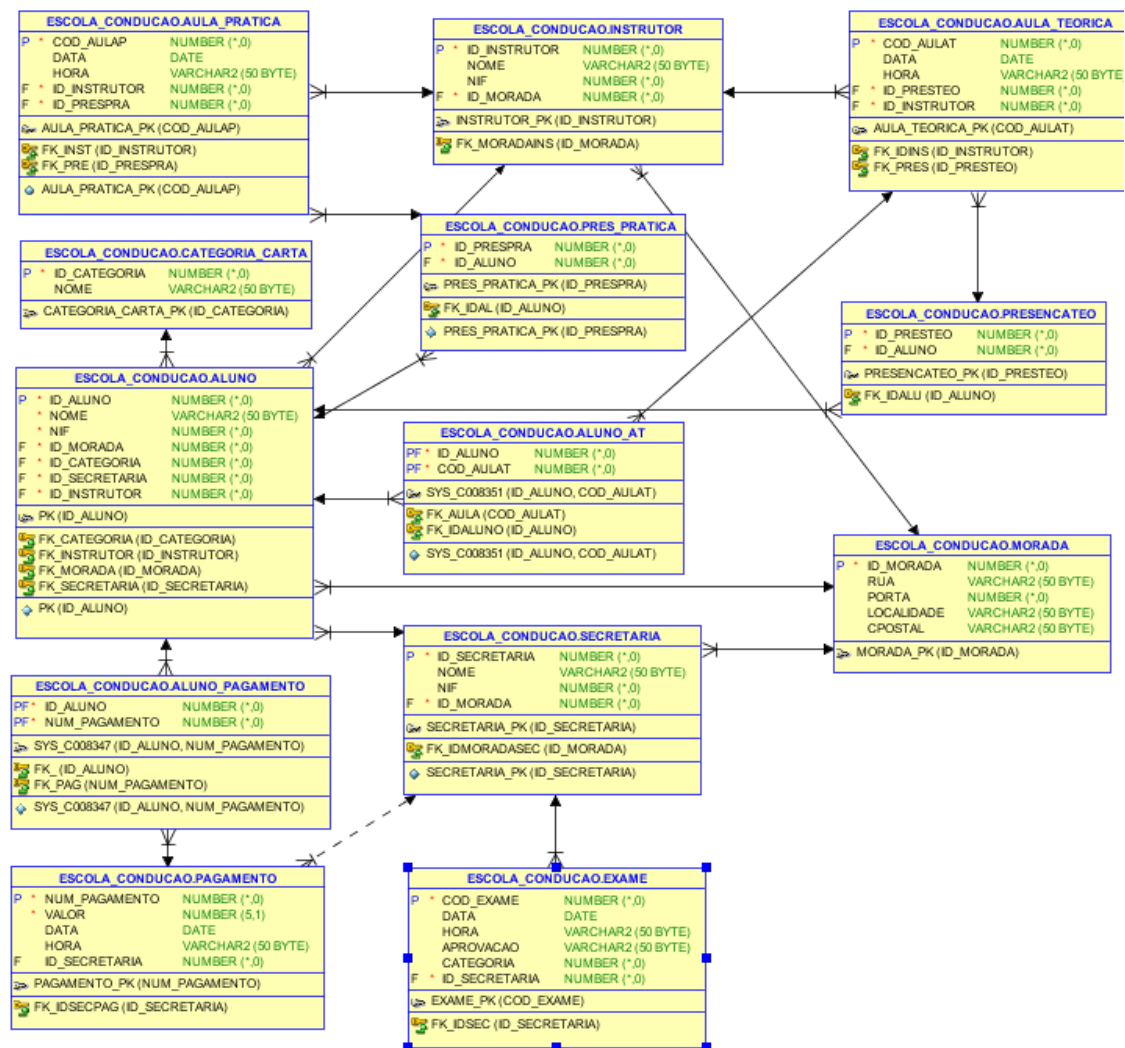 ESCOLA_CONDUCAO.AULA_PRATICA
P * COD_AULAP NUMBER (*,0)
DATA DATE
HORA VARCHAR2 (50 BYTE)
F * ID_INSTRUTOR NUMBER (*,0)
F * ID_PRESPRA NUMBER (*,0)
AULA_PRATICA_PK (COD_AULAP)
FK_INST (ID_INSTRUTOR)
FK_PRE (ID_PRESPRA)
AULA_PRATICA_PK (COD_AULAP)
ESCOLA_CONDUCAO.INSTRUTOR
P * ID_INSTRUTOR NUMBER (*,0)
NOME VARCHAR2 (50 BYTE)
NIF NUMBER (*,0)
F * ID_MORADA NUMBER (*,0)
INSTRUTOR_PK (ID_INSTRUTOR)
FK_MORADAINS (ID_MORADA)
ESCOLA_CONDUCAO.AULA_TEORICA
P * COD_AULAT NUMBER (*,0)
DATA DATE
HORA VARCHAR2 (50 BYTE)
F * ID_PRESTEO NUMBER (*,0)
F * ID_INSTRUTOR NUMBER (*,0)
AULA_TEORICA_PK (COD_AULAT)
FK_IDINS (ID_INSTRUTOR)
FK_PRES (ID_PRESTEO)
ESCOLA_CONDUCAO.CATEGORIA_CARTA
P * ID_CATEGORIA NUMBER (*,0)
NOME VARCHAR2 (50 BYTE)
CATEGORIA_CARTA_PK (ID_CATEGORIA)
ESCOLA_CONDUCAO.PRES_PRATICA
P * ID_PRESPRA NUMBER (*,0)
F * ID_ALUNO NUMBER (*,0)
PRES_PRATICA_PK (ID_PRESPRA)
FK_IDAL (ID_ALUNO)
PRES_PRATICA_PK (ID_PRESPRA)
ESCOLA_CONDUCAO.PRESENCATEO
P * ID_PRESTEO NUMBER (*,0)
F * ID_ALUNO NUMBER (*,0)
PRESENCATEO_PK (ID_PRESTEO)
FK_IDALU (ID_ALUNO)
ESCOLA_CONDUCAO.ALUNO
P * ID_ALUNO NUMBER (*,0)
* NOME VARCHAR2 (50 BYTE)
* NIF NUMBER (*,0)
F * ID_MORADA NUMBER (*,0)
F * ID_CATEGORIA NUMBER (*,0)
F * ID_SECRETARIA NUMBER (*,0)
F * ID_INSTRUTOR NUMBER (*,0)
PK (ID_ALUNO)
FK_CATEGORIA (ID_CATEGORIA)
FK_INSTRUTOR (ID_INSTRUTOR)
FK_MORADA (ID_MORADA)
FK_SECRETARIA (ID_SECRETARIA)
PK (ID_ALUNO)
ESCOLA_CONDUCAO.ALUNO_AT
PF * ID_ALUNO NUMBER (*,0)
PF * COD_AULAT NUMBER (*,0)
SYS_C008351 (ID_ALUNO, COD_AULAT)
FK_AULA (COD_AULAT)
FK_IDALUNO (ID_ALUNO)
SYS_C008351 (ID_ALUNO, COD_AULAT)
ESCOLA_CONDUCAO.MORADA
P * ID_MORADA NUMBER (*,0)
RUA VARCHAR2 (50 BYTE)
PORTA NUMBER (*,0)
LOCALIDADE VARCHAR2 (50 BYTE)
CPOSTAL VARCHAR2 (50 BYTE)
MORADA_PK (ID_MORADA)
ESCOLA_CONDUCAO.SECRETARIA
P * ID_SECRETARIA NUMBER (*,0)
NOME VARCHAR2 (50 BYTE)
NIF NUMBER (*,0)
F * ID_MORADA NUMBER (*,0)
SECRETARIA_PK (ID_SECRETARIA)
FK_IDMORADASEC (ID_MORADA)
SECRETARIA_PK (ID_SECRETARIA)
ESCOLA_CONDUCAO.ALUNO_PAGAMENTO
PF * ID_ALUNO NUMBER (*,0)
PF * NUM_PAGAMENTO NUMBER (*,0)
SYS_C008347 (ID_ALUNO, NUM_PAGAMENTO)
FK_ (ID_ALUNO)
FK_PAG (NUM_PAGAMENTO)
SYS_C008347 (ID_ALUNO, NUM_PAGAMENTO)
ESCOLA_CONDUCAO.PAGAMENTO
P * NUM_PAGAMENTO NUMBER (*,0)
* VALOR NUMBER (5,1)
DATA DATE
HORA VARCHAR2 (50 BYTE)
F ID_SECRETARIA NUMBER (*,0)
PAGAMENTO_PK (NUM_PAGAMENTO)
FK_IDSECPAG (ID_SECRETARIA)
ESCOLA_CONDUCAO.EXAME
P * COD_EXAME NUMBER (*,0)
DATA DATE
HORA VARCHAR2 (50 BYTE)
APROVACAO VARCHAR2 (50 BYTE)
CATEGORIA NUMBER (*,0)
F * ID_SECRETARIA NUMBER (*,0)
EXAME_PK (COD_EXAME)
FK_IDSEC (ID_SECRETARIA)